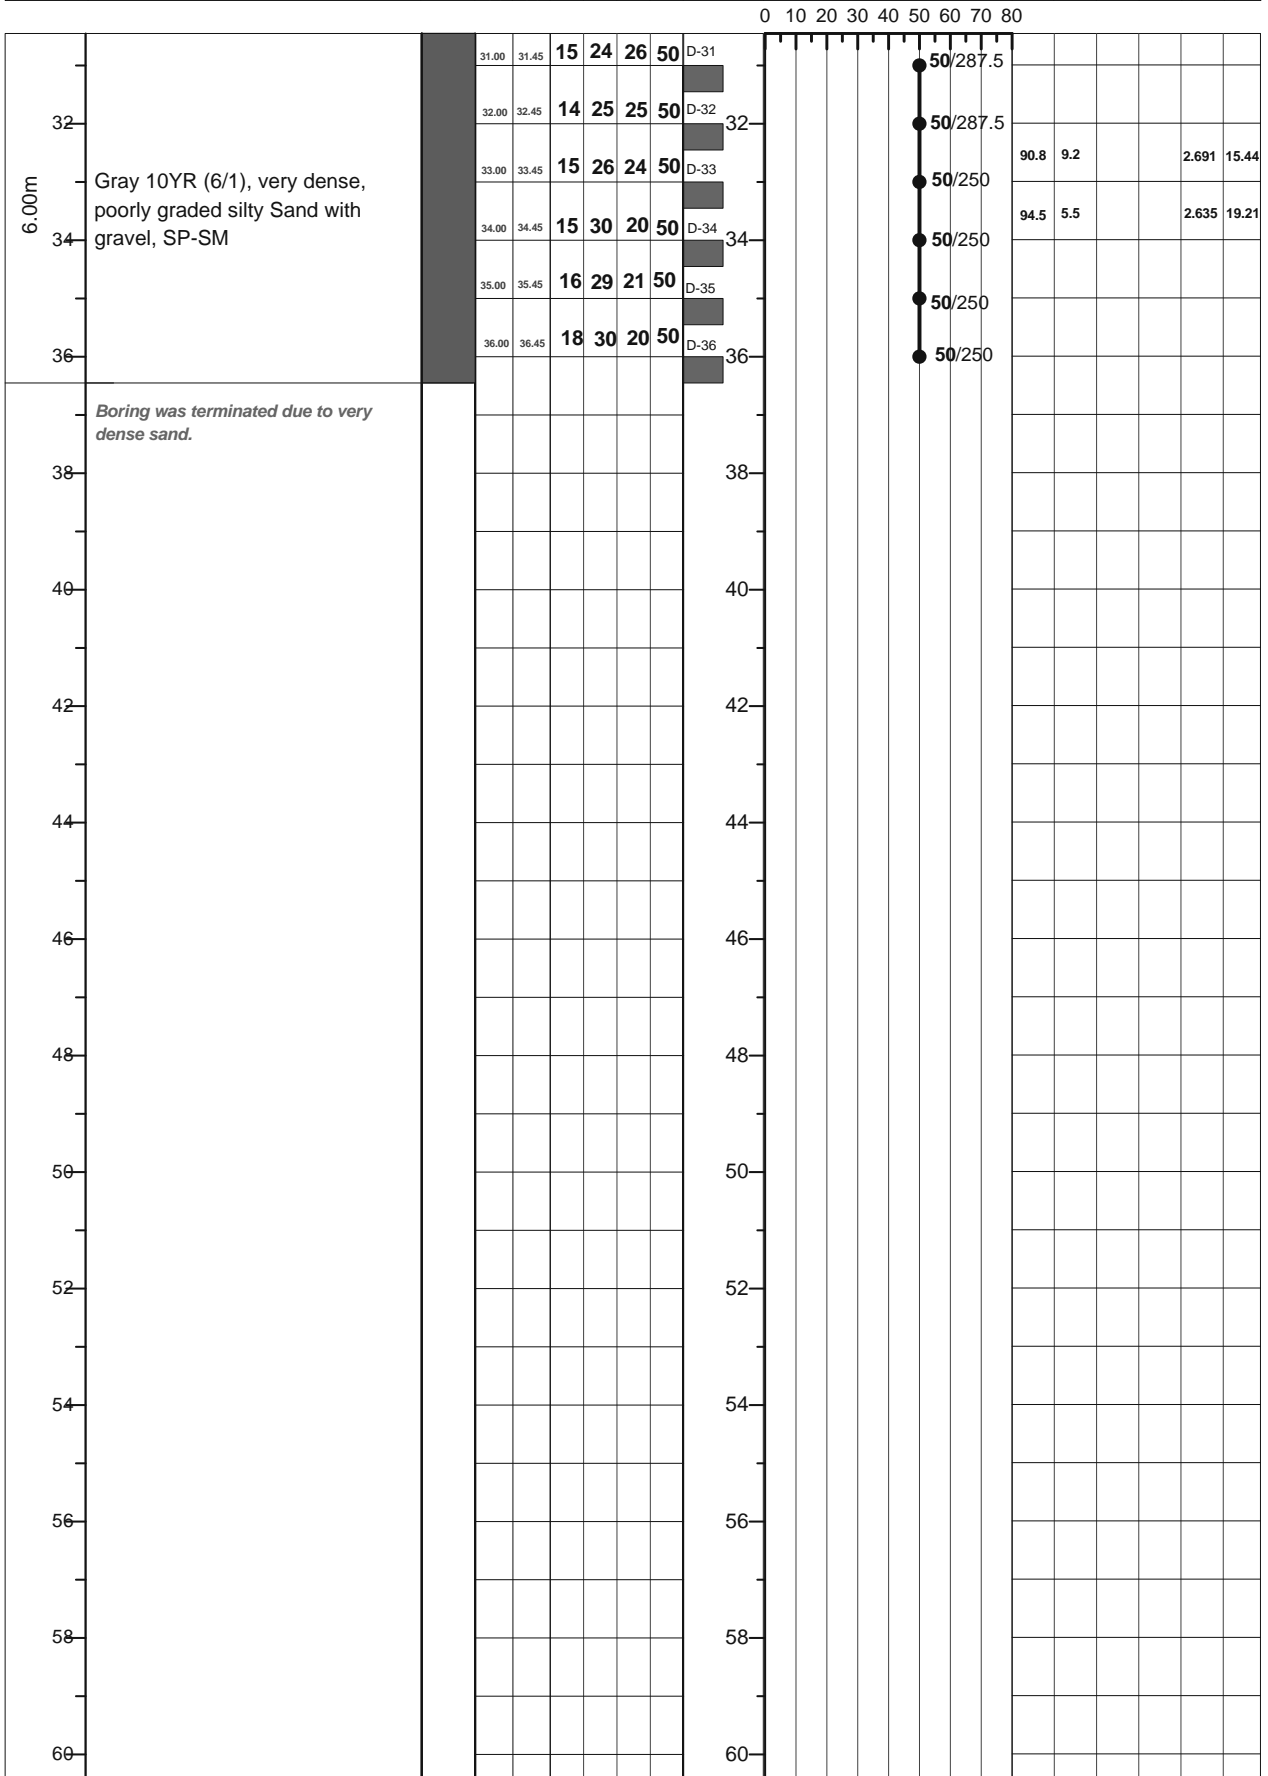 0 10 20 30 40 50 60 70 80
31.00 31.45 15 24 26 50 D-31 50/287.5
32 32.00 32.45 14 25 25 50 D-32 32 50/287.5
90.8 9.2 2.691 15.44
33.00 33.45 15 26 24 50 D-33 50/250
6.00m
Gray 10YR (6/1), very dense,
poorly graded silty Sand with
gravel, SP-SM
94.5 5.5 2.635 19.21
34 34.00 34.45 15 30 20 50 D-34 34 50/250
35.00 35.45 16 29 21 50 D-35 50/250
36 36.00 36.45 18 30 20 50 D-36 36 50/250
Boring was terminated due to very
dense sand.
38 38
40 40
42 42
44 44
46 46
48 48
50 50
52 52
54 54
56 56
58 58
60 60